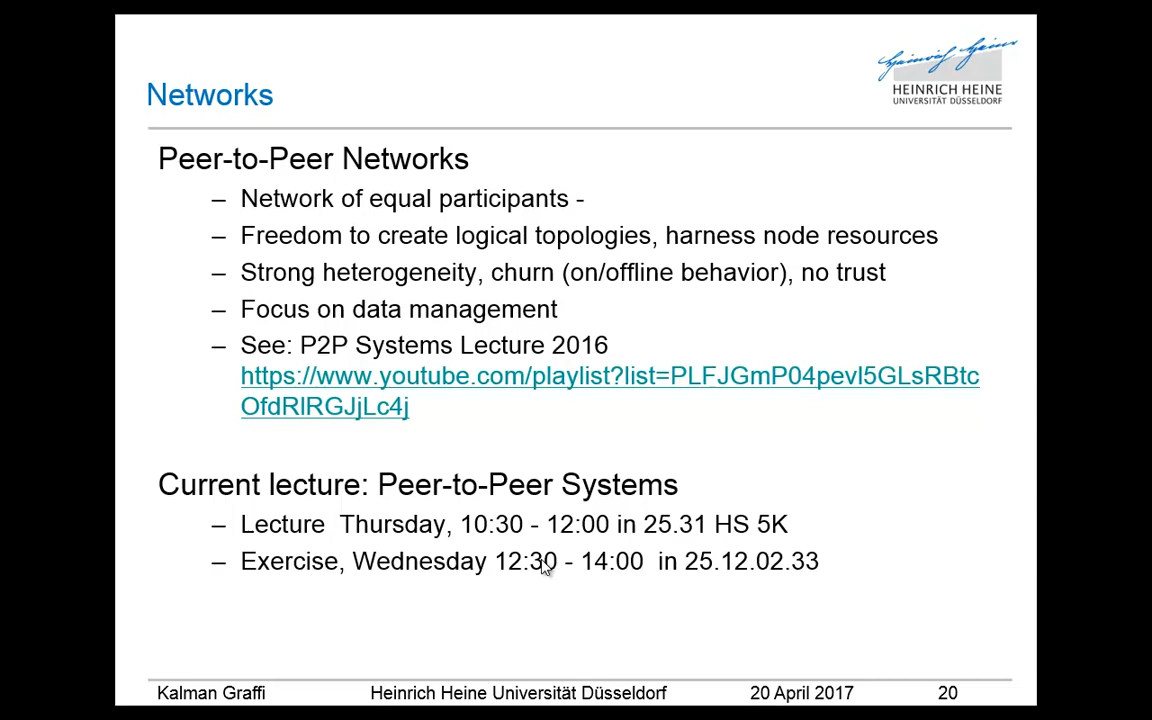 Heinrich Heine
HEINRICH HEINE
UNIVERSITÄT DÜSSELDORF
Networks
Peer-to-Peer Networks
– Network of equal participants -
– Freedom to create logical topologies, harness node resources
– Strong heterogeneity, churn (on/offline behavior), no trust
– Focus on data management
– See: P2P Systems Lecture 2016
https://www.youtube.com/playlist?list=PLFJGmP04pevI5GLsRBtc
OfdRlRGJjLc4j
Current lecture: Peer-to-Peer Systems
– Lecture Thursday, 10:30 - 12:00 in 25.31 HS 5K
– Exercise, Wednesday 12:30 - 14:00 in 25.12.02.33
Kalman Graffi Heinrich Heine Universität Düsseldorf 20 April 2017 20